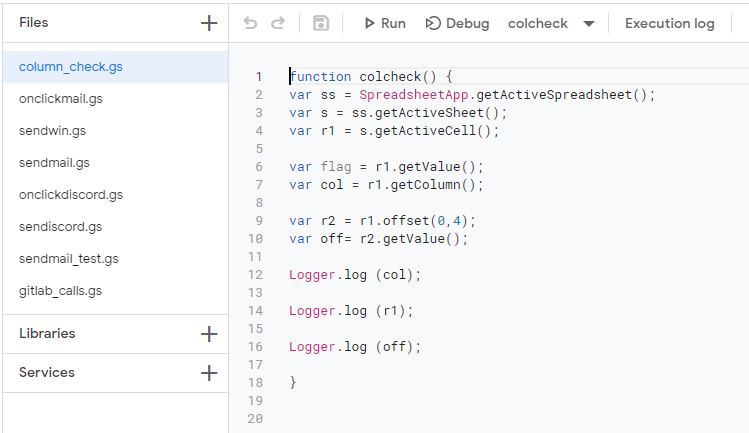 Files
+
Run
Debug
colcheck
Execution log
column_check.gs
onclickmail.gs
sendwin.gs
sendmail.gs
onclickdiscord.gs
sendiscord.gs
sendmail_test.gs
gitlab_calls.gs
Libraries
+
Services
+
1 function colcheck() {
2 var ss = SpreadsheetApp.getActiveSpreadsheet();
3 var s = ss.getActiveSheet();
4 var r1 = s.getActiveCell();
5
6 var flag = r1.getValue();
7 var col = r1.getColumn();
8
9 var r2 = r1.offset(0,4);
10 var off= r2.getValue();
11
12 Logger.log (col);
13
14 Logger.log (r1);
15
16 Logger.log (off);
17
18 }
19
20